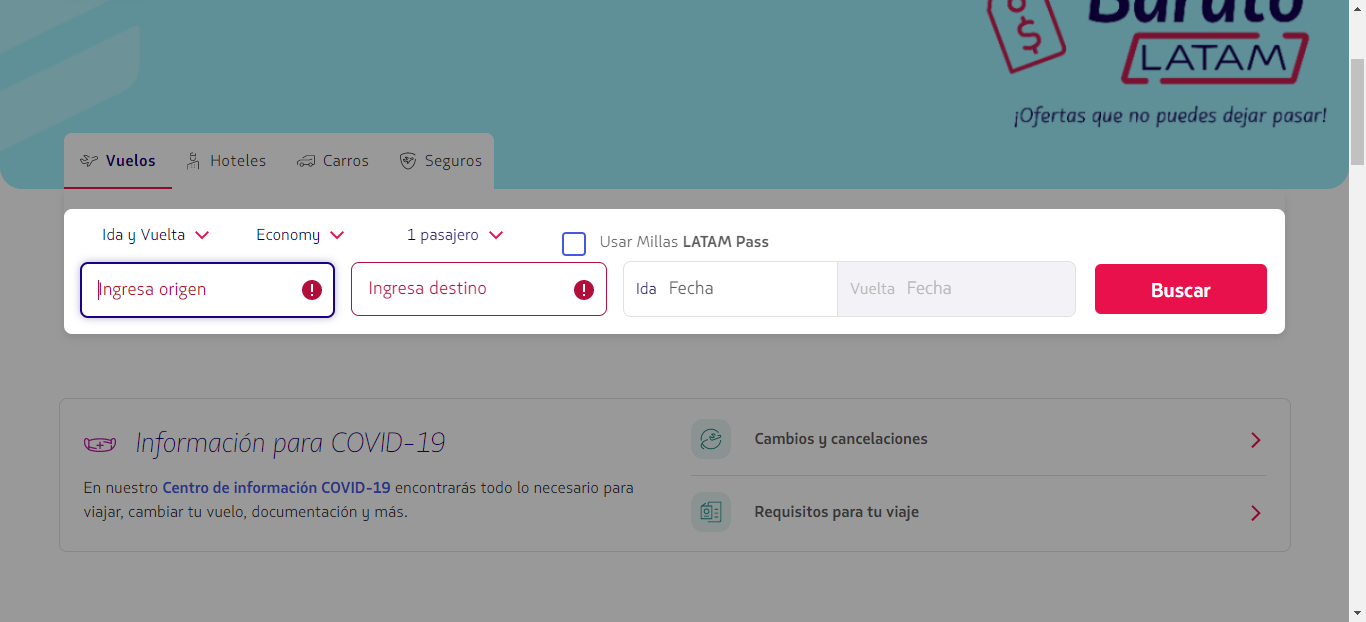 Barato
LATAM
¡Ofertas que no puedes dejar pasar!
Vuelos Hoteles Carros Seguros
Ida y Vuelta Economy 1 pasajero Usar Millas LATAM Pass
Ingresa origen Ingresa destino Ida Fecha Vuelta Fecha Buscar
Información para COVID-19
En nuestro Centro de información COVID-19 encontrarás todo lo necesario para
viajar, cambiar tu vuelo, documentación y más.
Cambios y cancelaciones
Requisitos para tu viaje